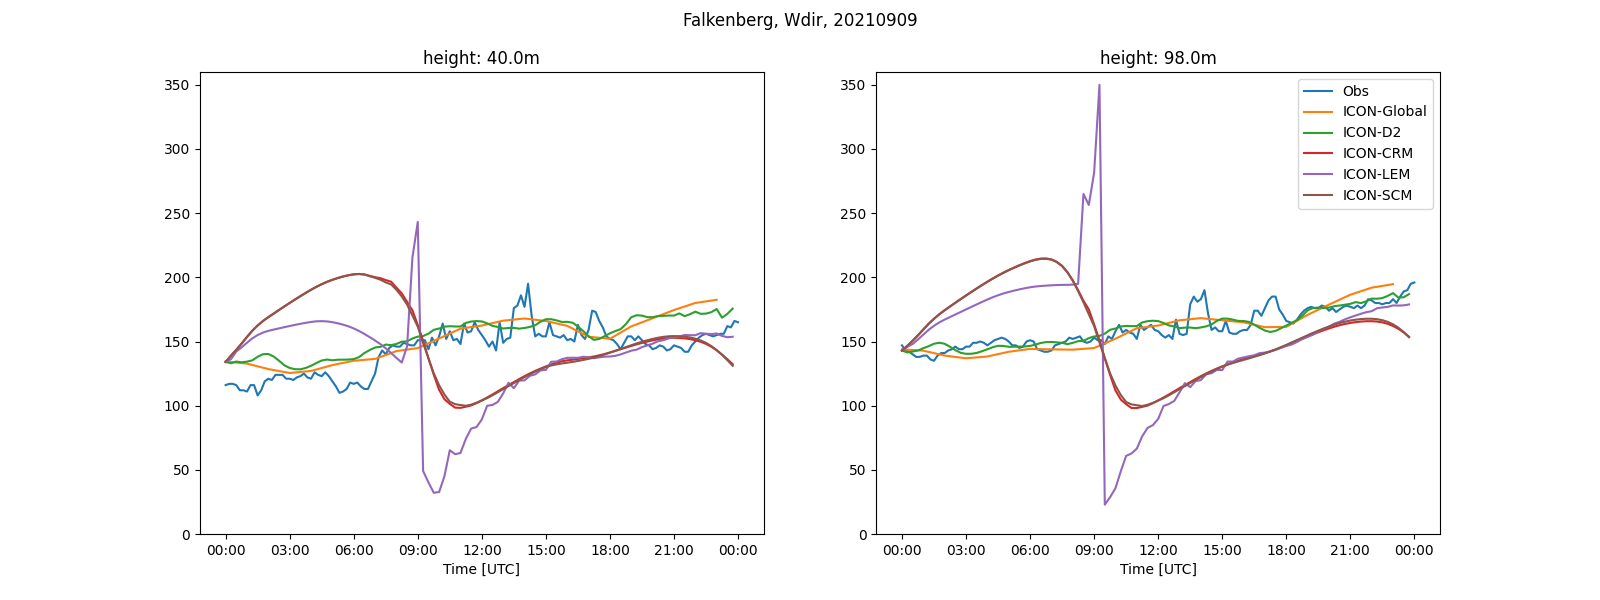 Falkenberg, Wdir, 20210909
height: 40.0m
350
300
250
200
150
100
50
0
00:00 03:00 06:00 09:00 12:00 15:00 18:00 21:00 00:00
Time [UTC]
height: 98.0m
350
300
250
200
150
100
50
0
00:00 03:00 06:00 09:00 12:00 15:00 18:00 21:00 00:00
Time [UTC]
Obs
ICON-Global
ICON-D2
ICON-CRM
ICON-LEM
ICON-SCM